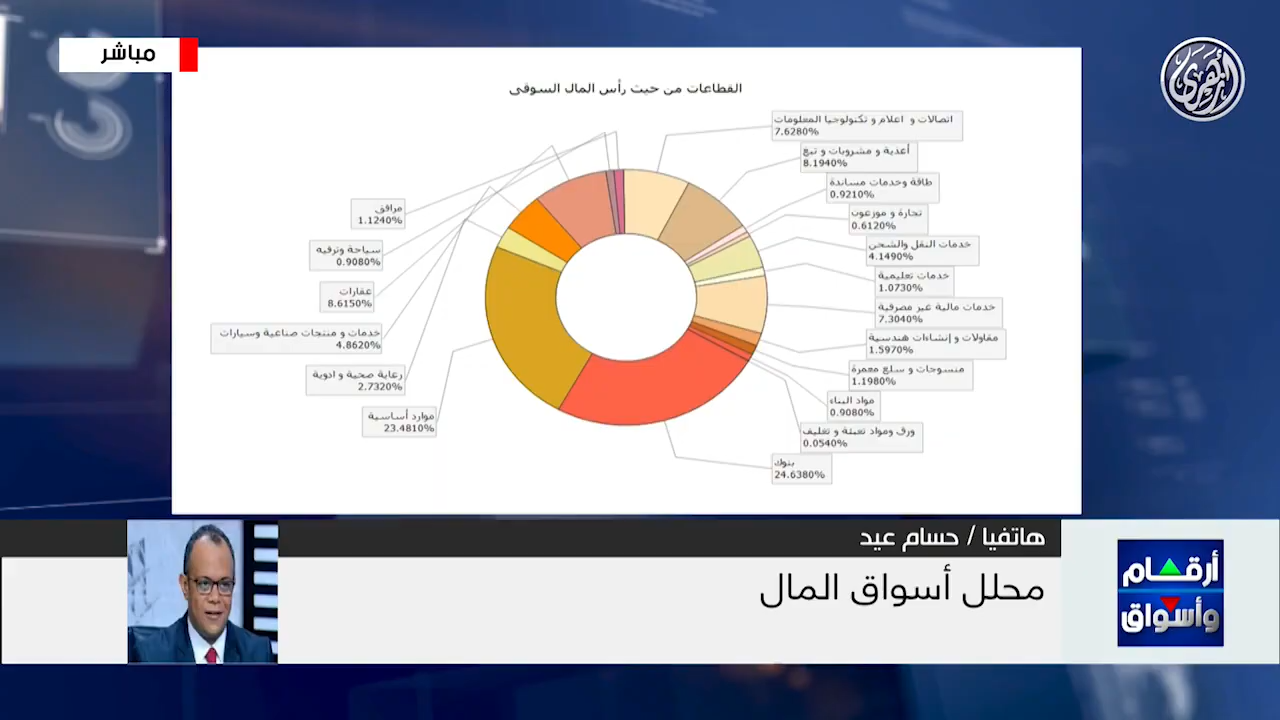 مباشر
أزهري
القطاعات من حيث رأس المال السوقى
اتصالات و اعلام و تكنولوجيا المعلومات
7.6280%
أغذية و مشروبات و تبغ
8.1940%
طاقة وخدمات مساندة
0.9210%
تجارة و موزعون
0.6120%
خدمات النقل والشحن
4.1490%
خدمات تعليمية
1.0730%
خدمات مالية غير مصرفية
7.3040%
مقاولات و إنشاءات هندسية
1.5970%
منسوجات و سلع معمرة
1.1980%
مواد البناء
0.9080%
ورق ومواد تعبئة و تغليف
0.0540%
بنوك
24.6380%
مرافق
1.1240%
سياحة وترفيه
0.9080%
عقارات
8.6150%
خدمات و منتجات صناعية وسيارات
4.8620%
رعاية صحية و ادوية
2.7320%
موارد أساسية
23.4810%
هاتفيا / حسام عيد
محلل أسواق المال
أرقام
وأسواق